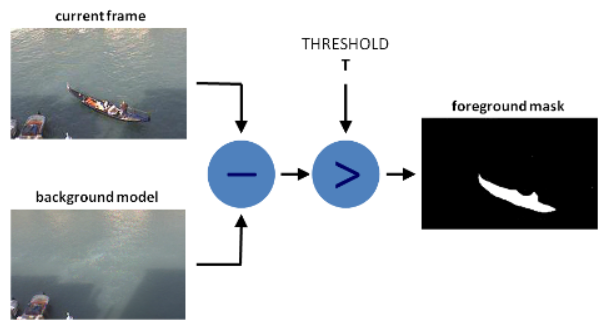 current frame
THRESHOLD
T
foreground mask
background model